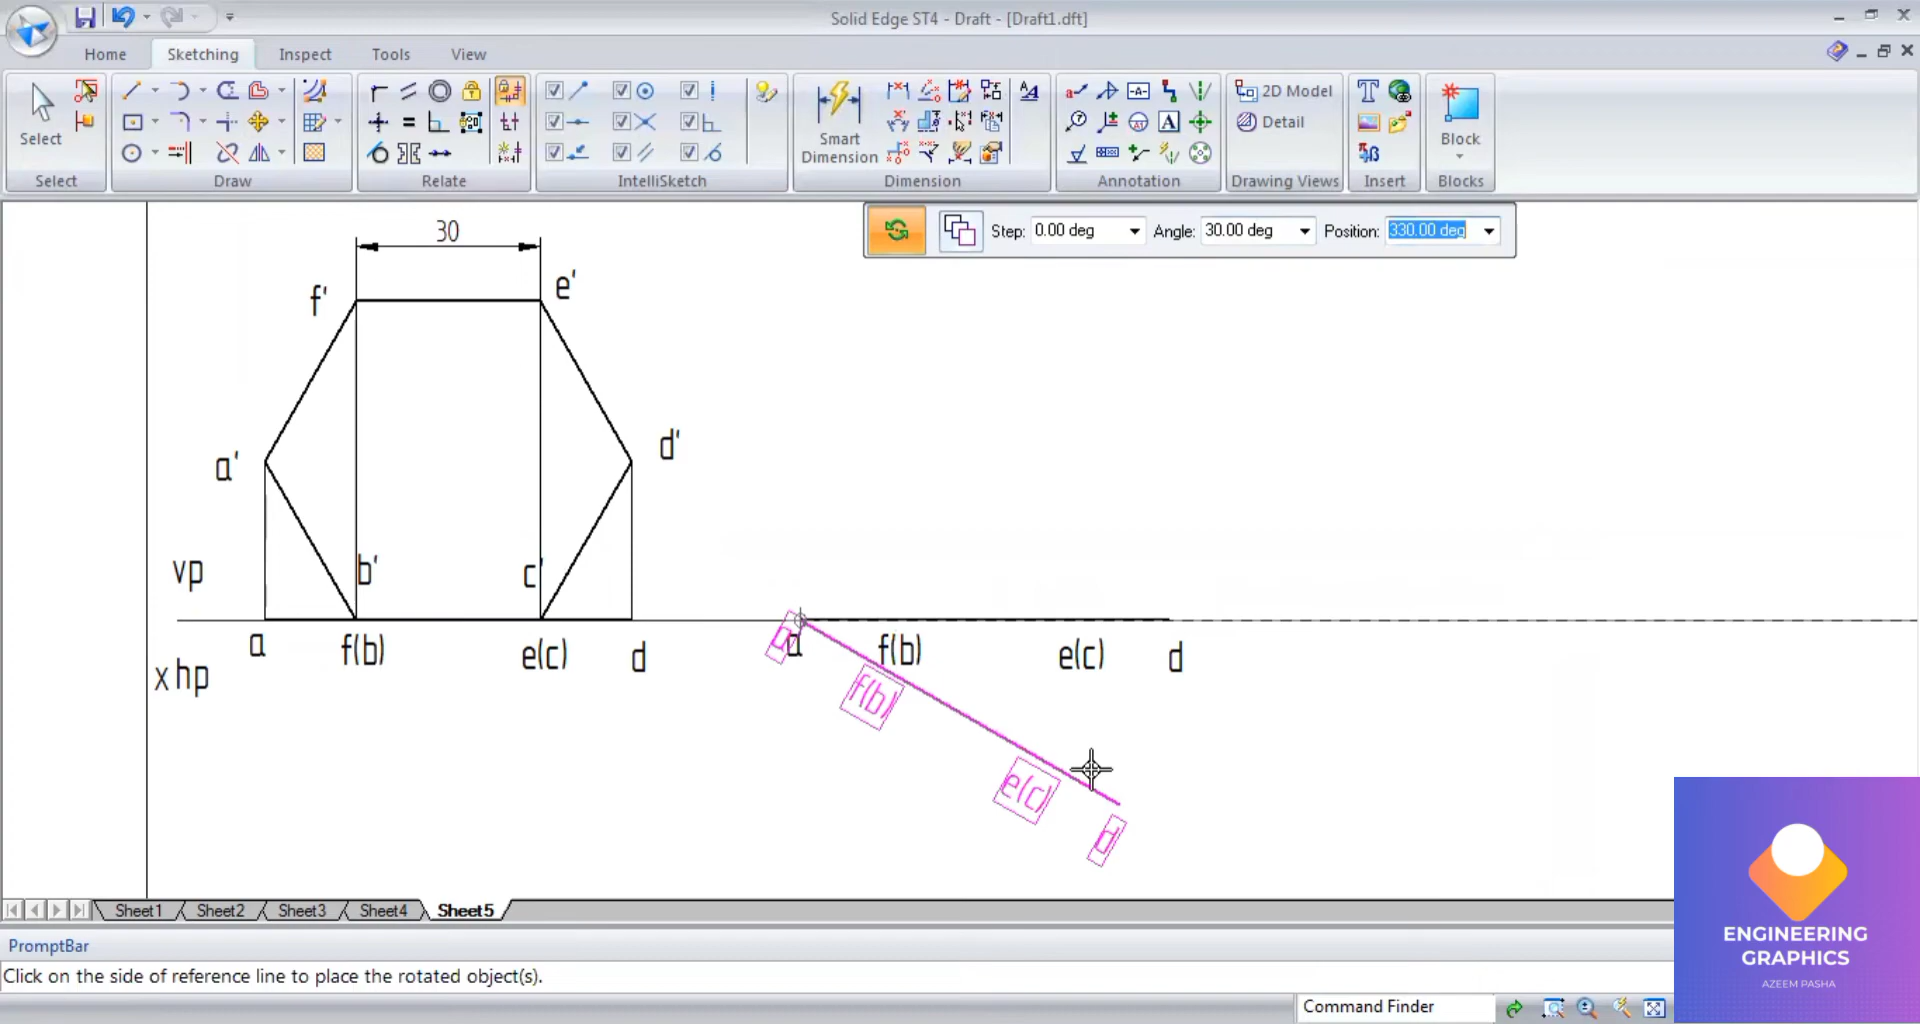 Solid Edge ST4 - Draft - [Draft1.dft]
Home Sketching Inspect Tools View
Select
Smart Dimension
2D Model
Detail
Block
Select Draw Relate IntelliSketch Dimension Annotation Drawing Views Insert Blocks
Step: 0.00 deg Angle: 30.00 deg Position: 330.00 deg
30
f' e'
a' d'
vp b' c'
a f(b) e(c) d a f(b) e(c) d
x hp
a
f(b)
e(c)
d
Sheet1 Sheet2 Sheet3 Sheet4 Sheet5
PromptBar
Click on the side of reference line to place the rotated object(s).
Command Finder
ENGINEERING
GRAPHICS
AZEEM PASHA